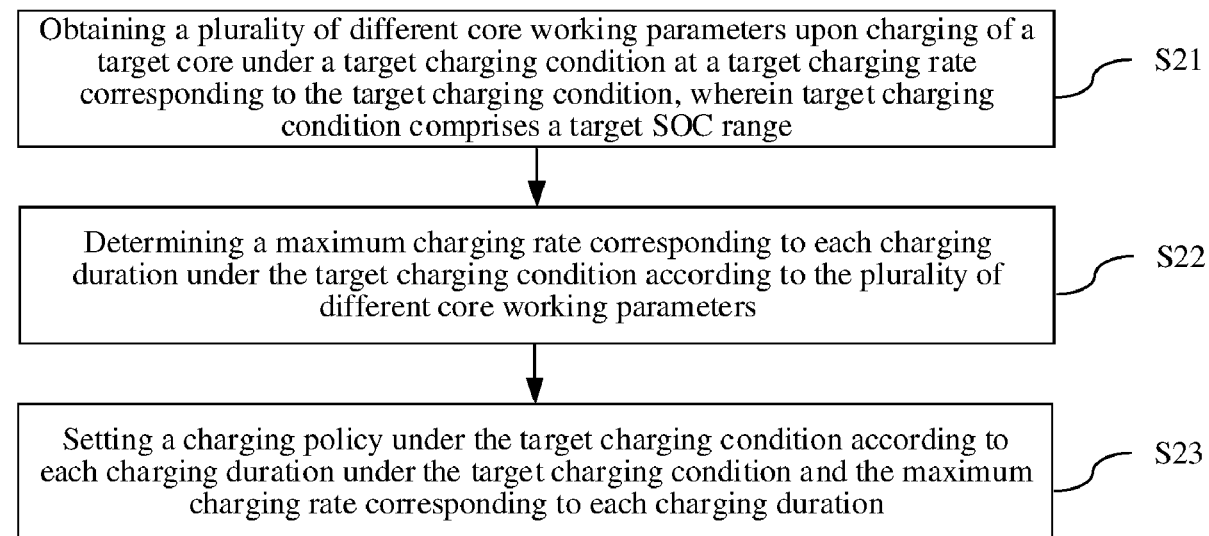 Obtaining a plurality of different core working parameters upon charging of a
target core under a target charging condition at a target charging rate
corresponding to the target charging condition, wherein target charging
condition comprises a target SOC range
S21
Determining a maximum charging rate corresponding to each charging
duration under the target charging condition according to the plurality of
different core working parameters
S22
Setting a charging policy under the target charging condition according to
each charging duration under the target charging condition and the maximum
charging rate corresponding to each charging duration
S23